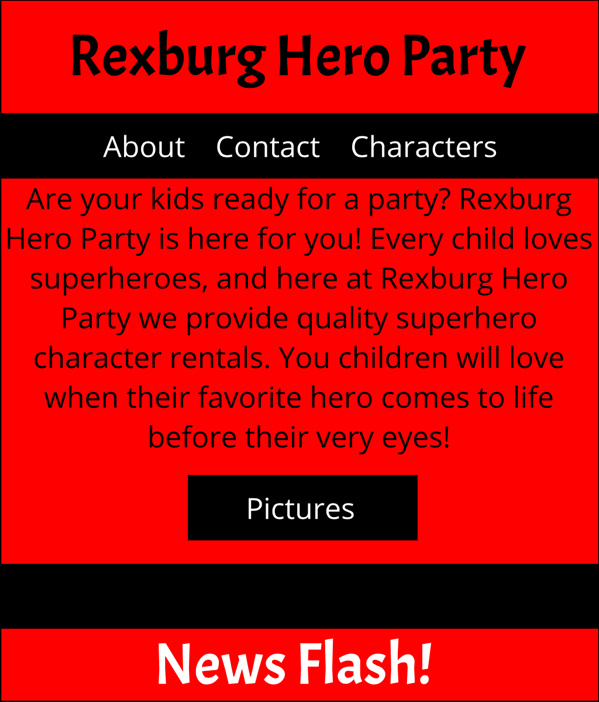 Rexburg Hero Party
About Contact Characters
Are your kids ready for a party? Rexburg
Hero Party is here for you! Every child loves
superheroes, and here at Rexburg Hero
Party we provide quality superhero
character rentals. You children will love
when their favorite hero comes to life
before their very eyes!
Pictures
News Flash!